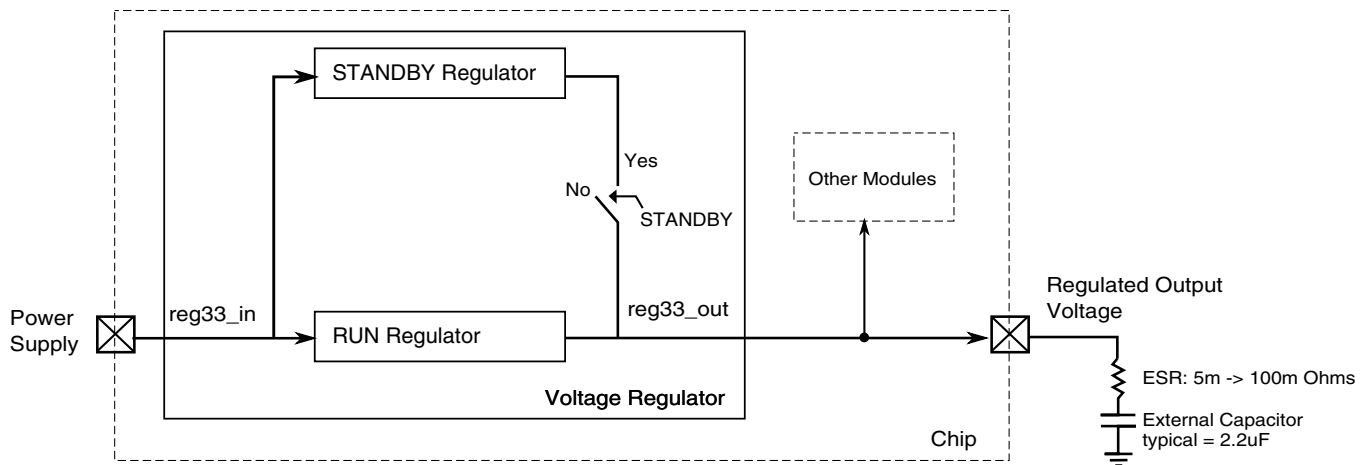 STANDBY Regulator
Yes
No
STANDBY
Other Modules
Power
Supply
reg33_in
RUN Regulator
reg33_out
Voltage Regulator
Chip
Regulated Output
Voltage
ESR: 5m -> 100m Ohms
External Capacitor
typical = 2.2uF